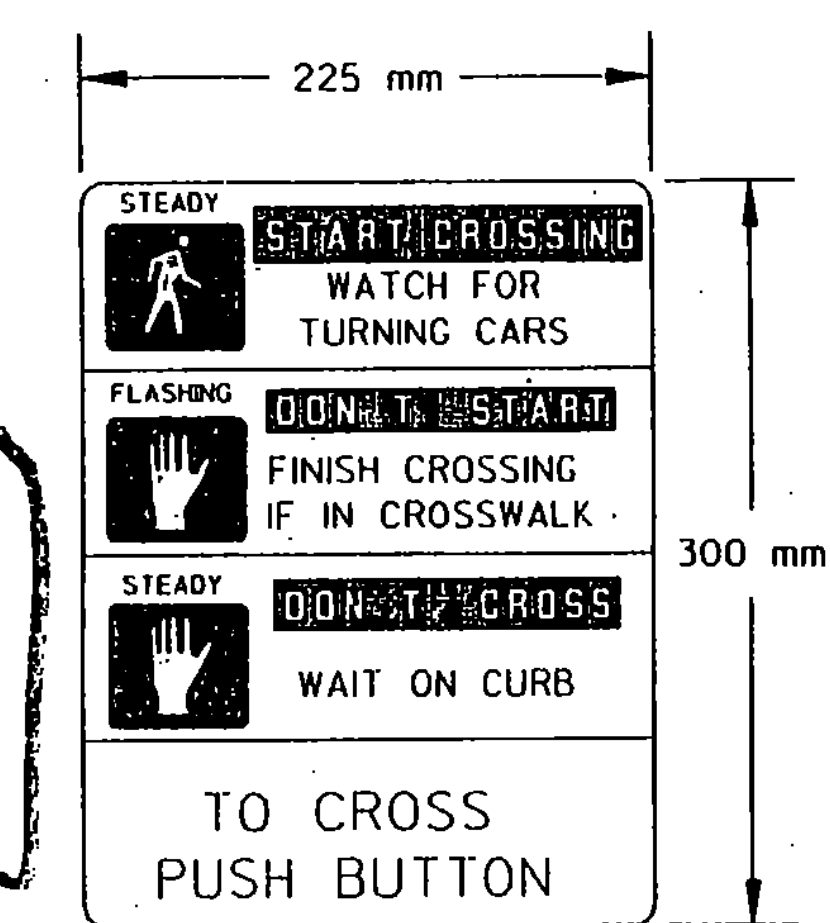 225 mm
STEADY
START CROSSING
WATCH FOR
TURNING CARS
FLASHING
DON'T START
FINISH CROSSING
IF IN CROSSWALK
300 mm
STEADY
DON'T CROSS
WAIT ON CURB
TO CROSS
PUSH BUTTON